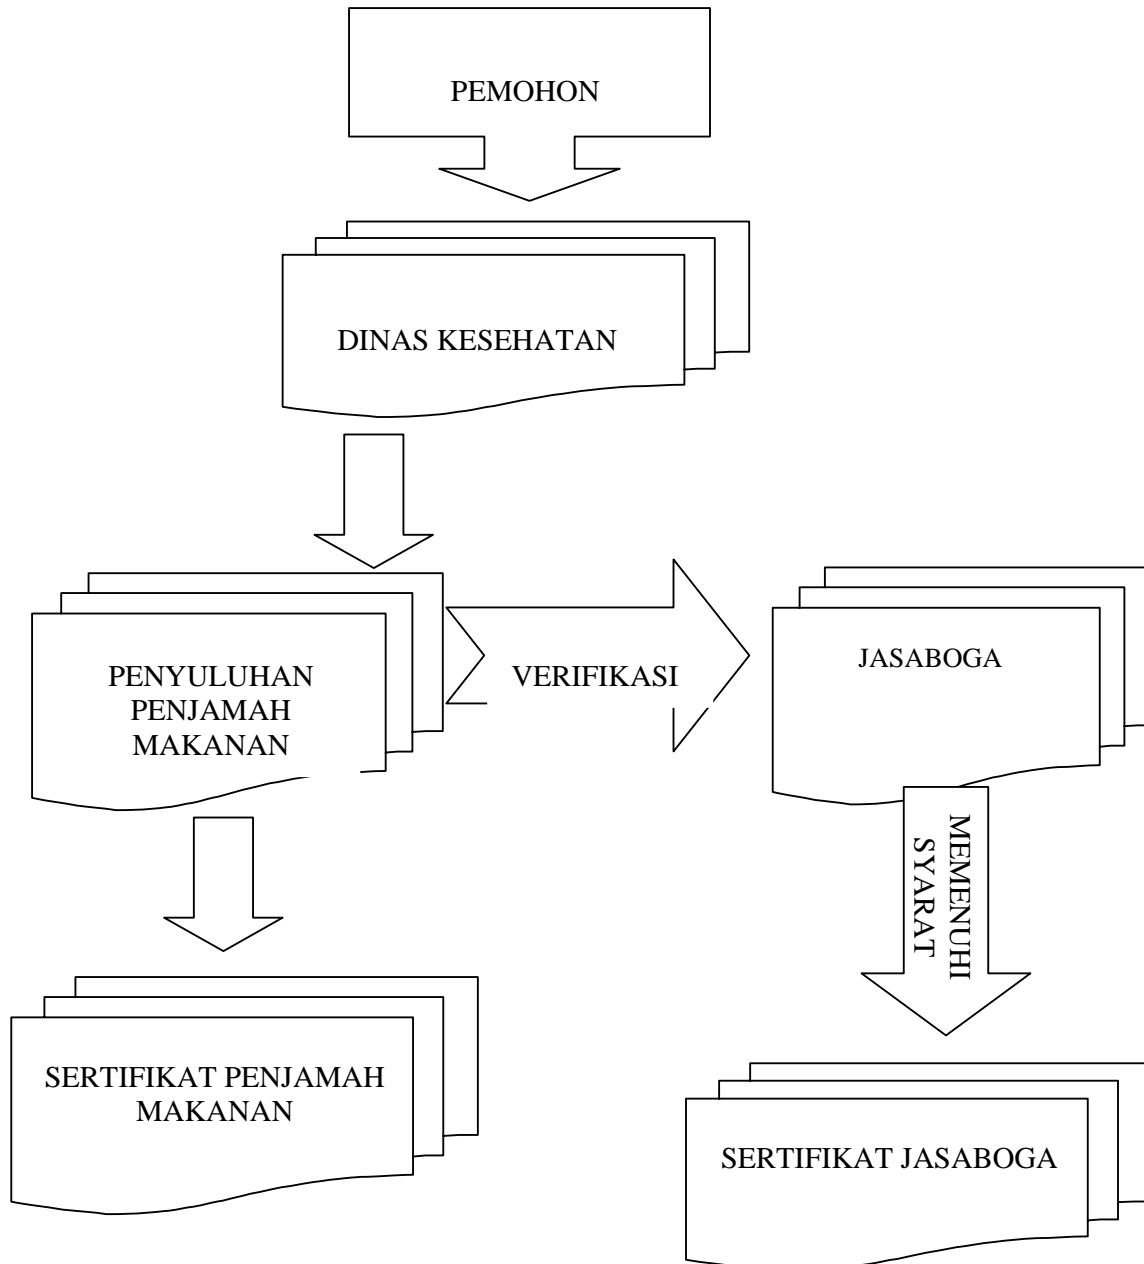 PEMOHON
DINAS KESEHATAN
PENYULUHAN
PENJAMAH
MAKANAN
VERIFIKASI
JASABOGA
MEMENUHI
SYARAT
SERTIFIKAT PENJAMAH
MAKANAN
SERTIFIKAT JASABOGA